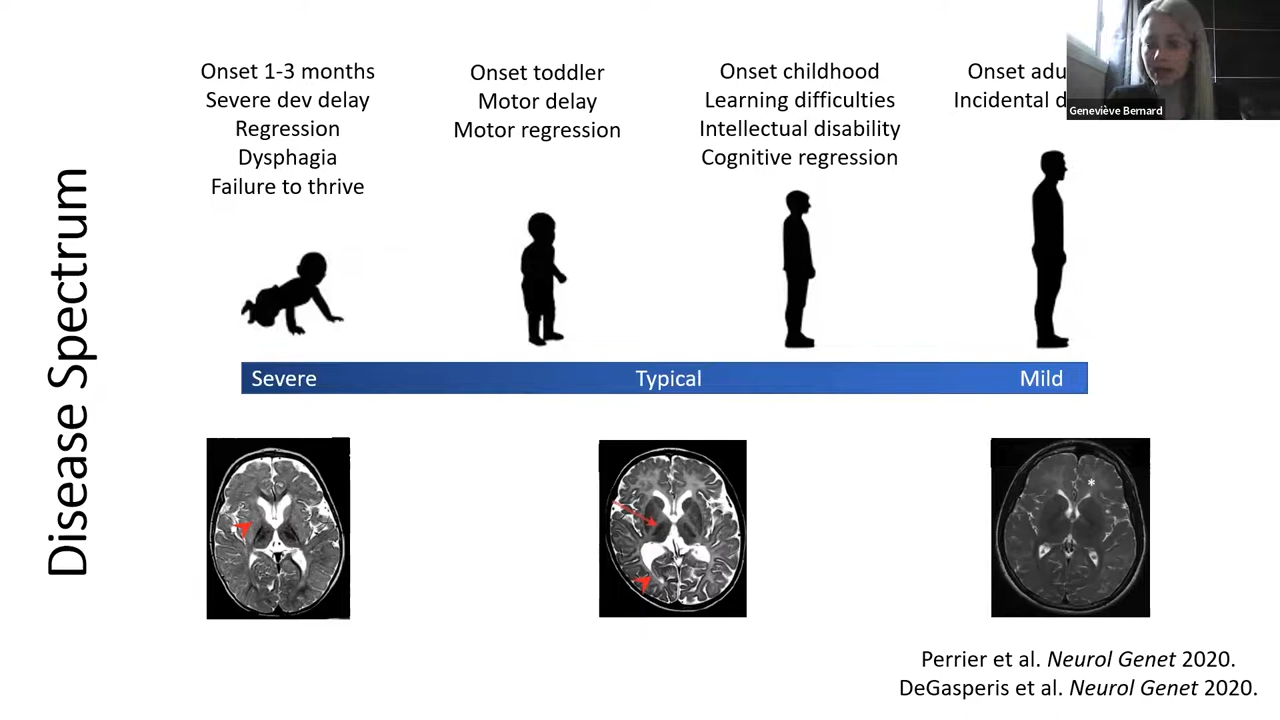 Disease Spectrum
Onset 1-3 months
Severe dev delay
Regression
Dysphagia
Failure to thrive
Onset toddler
Motor delay
Motor regression
Onset childhood
Learning difficulties
Intellectual disability
Cognitive regression
Onset
Incidental
Geneviève Bernard
Severe
Typical
Mild
*
Perrier et al. Neurol Genet 2020.
DeGasperis et al. Neurol Genet 2020.